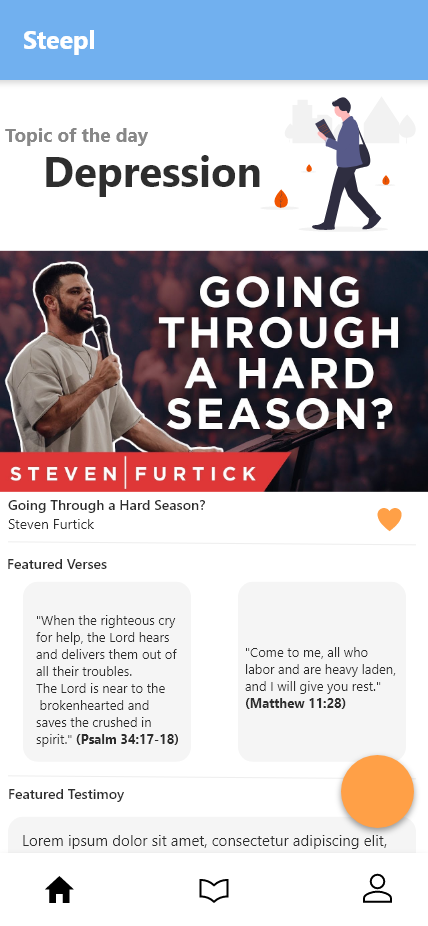 Steepl
Topic of the day
Depression
GOING
THROUGH
A HARD
SEASON?
STEVEN FURTICK
Going Through a Hard Season?
Steven Furtick
Featured Verses
"When the righteous cry
for help, the Lord hears
and delivers them out of
all their troubles.
The Lord is near to the
brokenhearted and
saves the crushed in
spirit." (Psalm 34:17-18)
"Come to me, all who
labor and are heavy laden,
and I will give you rest."
(Matthew 11:28)
Featured Testimoy
Lorem ipsum dolor sit amet, consectetur adipiscing elit,